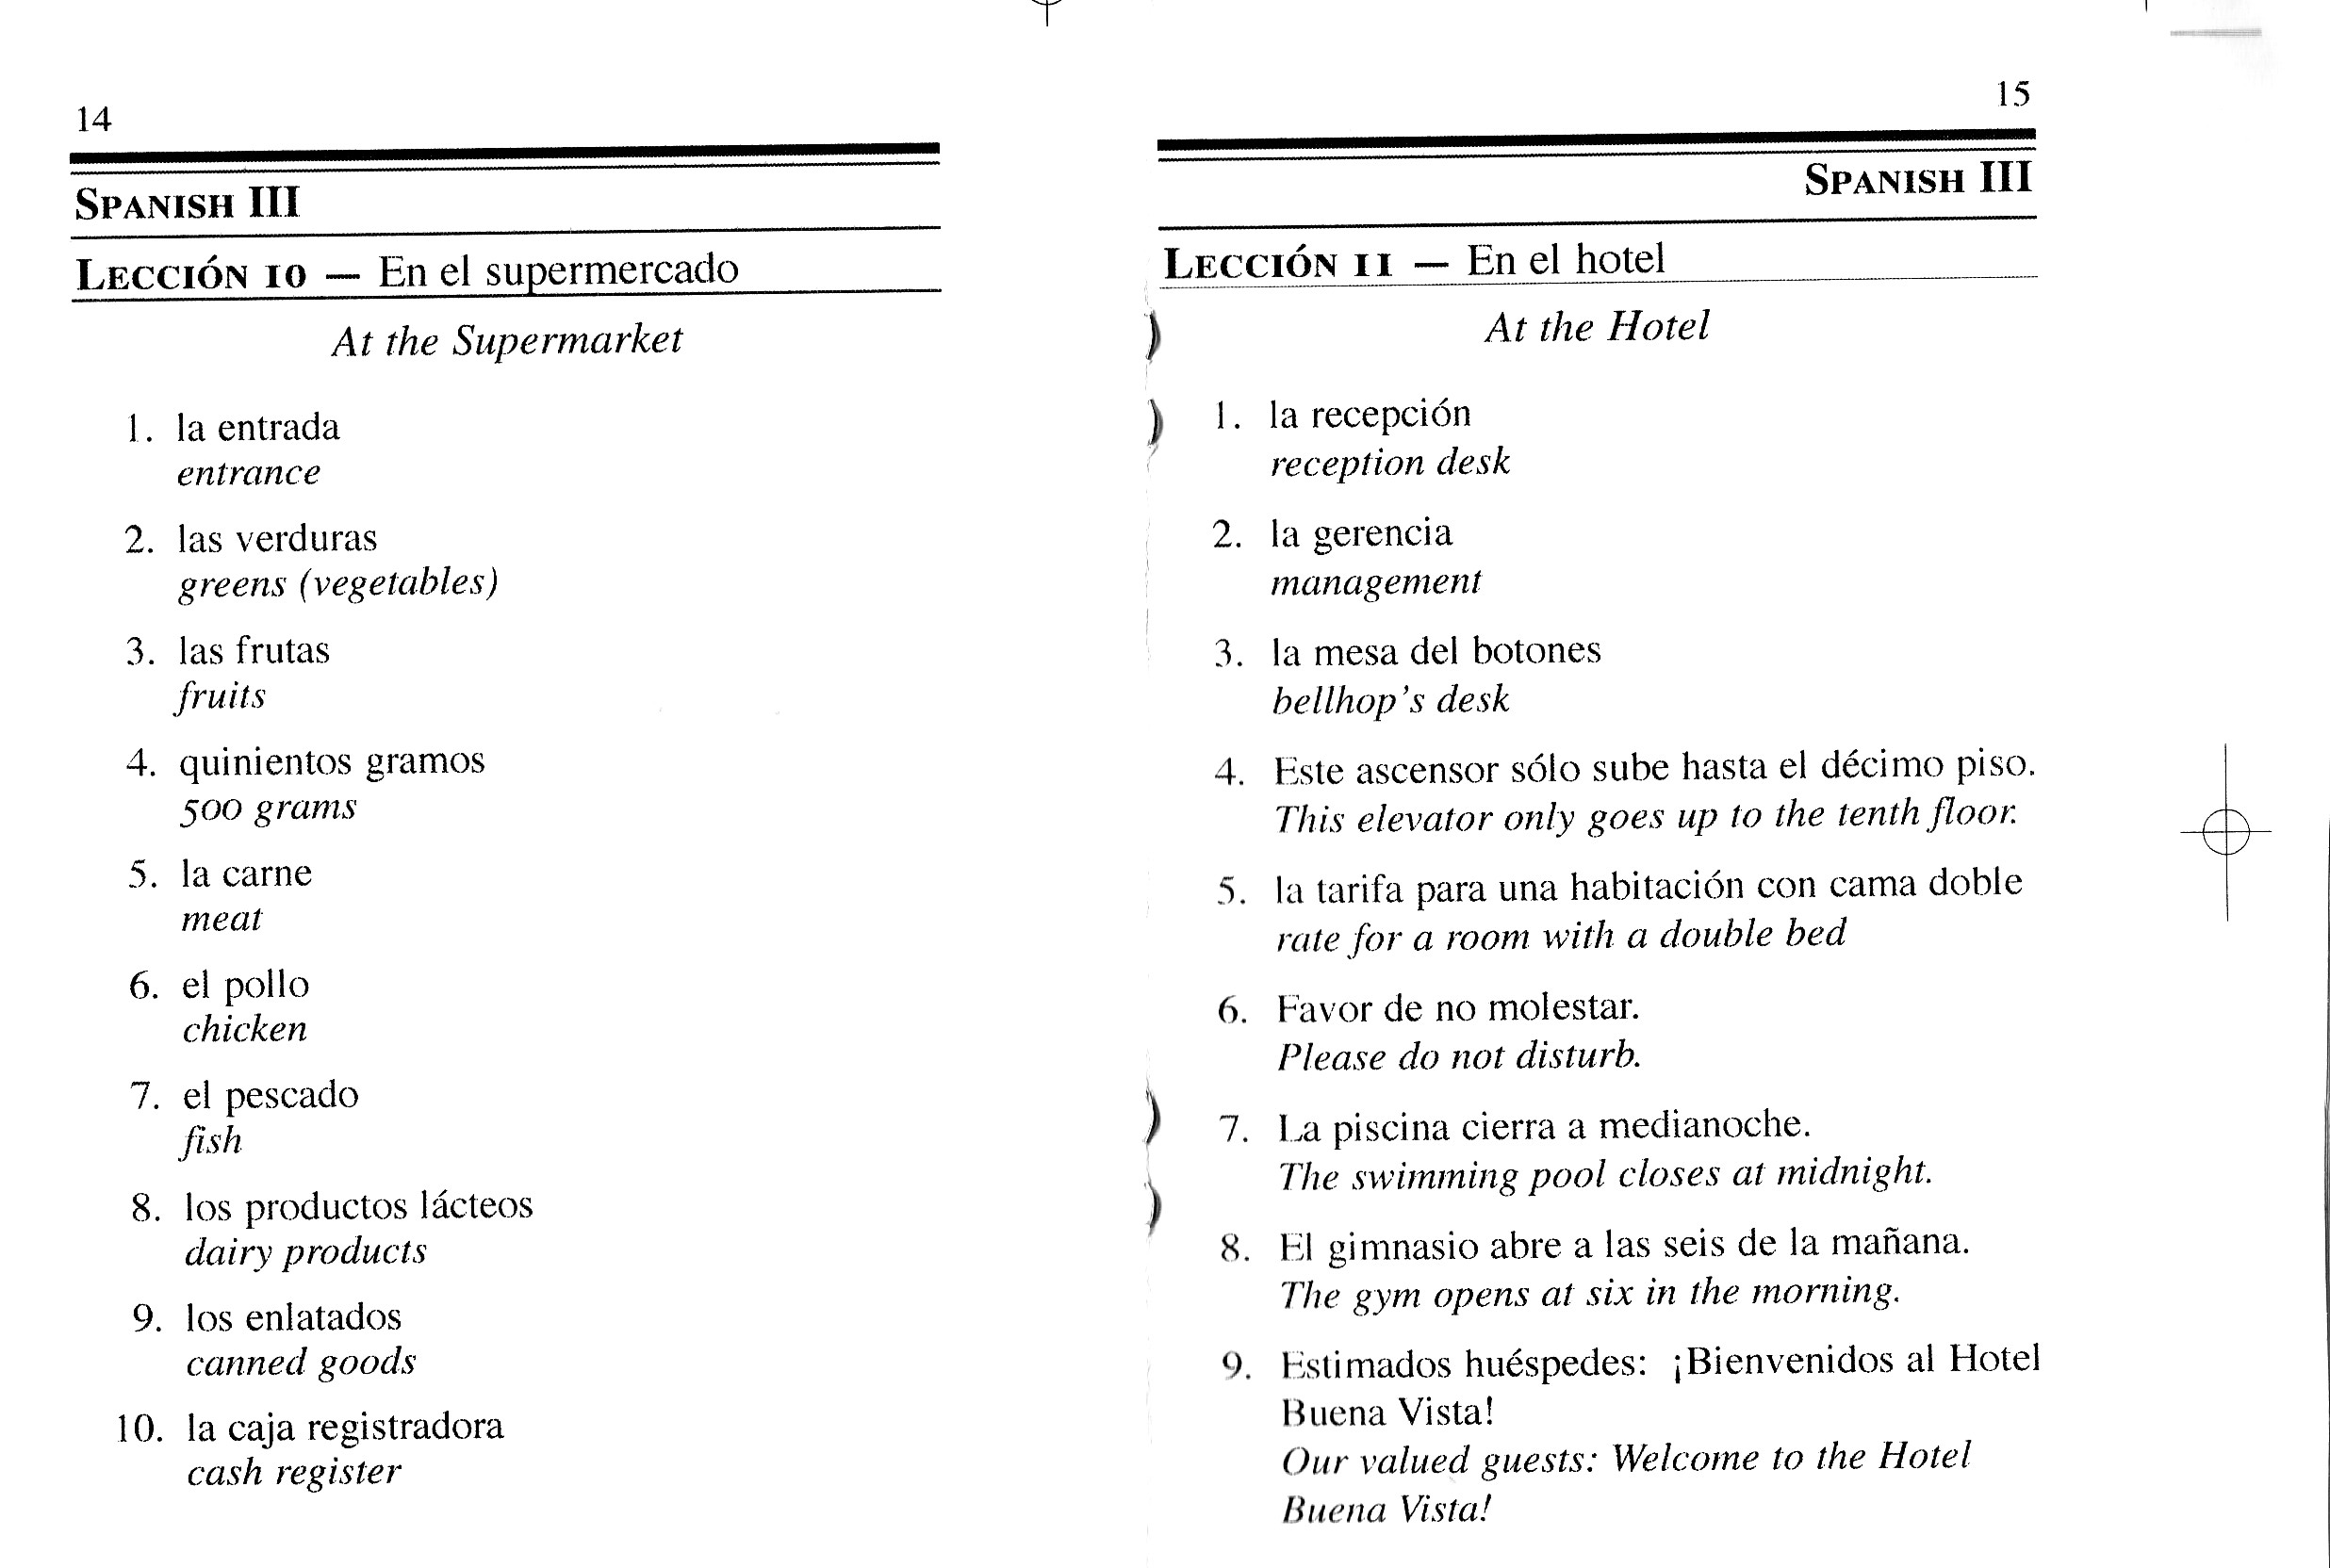 14
SPANISH III
LECCIÓN 10 — En el supermercado
At the Supermarket
1. la entrada
entrance
2. las verduras
greens (vegetables)
3. las frutas
fruits
4. quinientos gramos
500 grams
5. la carne
meat
6. el pollo
chicken
7. el pescado
fish
8. los productos lácteos
dairy products
9. los enlatados
canned goods
10. la caja registradora
cash register
15
SPANISH III
LECCIÓN 11 — En el hotel
At the Hotel
1. la recepción
reception desk
2. la gerencia
management
3. la mesa del botones
bellhop's desk
4. Este ascensor sólo sube hasta el décimo piso.
This elevator only goes up to the tenth floor.
5. la tarifa para una habitación con cama doble
rate for a room with a double bed
6. Favor de no molestar.
Please do not disturb.
7. La piscina cierra a medianoche.
The swimming pool closes at midnight.
8. El gimnasio abre a las seis de la mañana.
The gym opens at six in the morning.
9. Estimados huéspedes: ¡Bienvenidos al Hotel
Buena Vista!
Our valued guests: Welcome to the Hotel
Buena Vista!